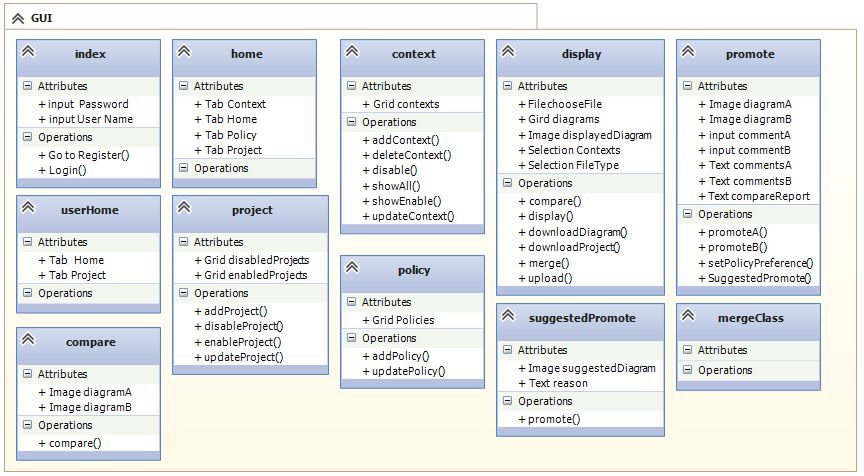 GUI
index
Attributes
+ input Password
+ input User Name
Operations
+ Go to Register()
+ Login()
home
Attributes
+ Tab Context
+ Tab Home
+ Tab Policy
+ Tab Project
Operations
context
Attributes
+ Grid contexts
Operations
+ addContext()
+ deleteContext()
+ disable()
+ showAll()
+ showEnable()
+ updateContext()
display
Attributes
+ FilechooseFile
+ Gird diagrams
+ Image displayedDiagram
+ Selection Contexts
+ Selection FileType
Operations
+ compare()
+ display()
+ downloadDiagram()
+ downloadProject()
+ merge()
+ upload()
promote
Attributes
+ Image diagramA
+ Image diagramB
+ input commentA
+ input commentB
+ Text commentsA
+ Text commentsB
+ Text compareReport
Operations
+ promoteA()
+ promoteB()
+ setPolicyPreference()
+ SuggestedPromote()
userHome
Attributes
+ Tab Home
+ Tab Project
Operations
project
Attributes
+ Grid disabledProjects
+ Grid enabledProjects
Operations
+ addProject()
+ disableProject()
+ enableProject()
+ updateProject()
policy
Attributes
+ Grid Policies
Operations
+ addPolicy()
+ updatePolicy()
suggestedPromote
Attributes
+ Image suggestedDiagram
+ Text reason
Operations
+ promote()
mergeClass
Attributes
Operations
compare
Attributes
+ Image diagramA
+ Image diagramB
Operations
+ compare()